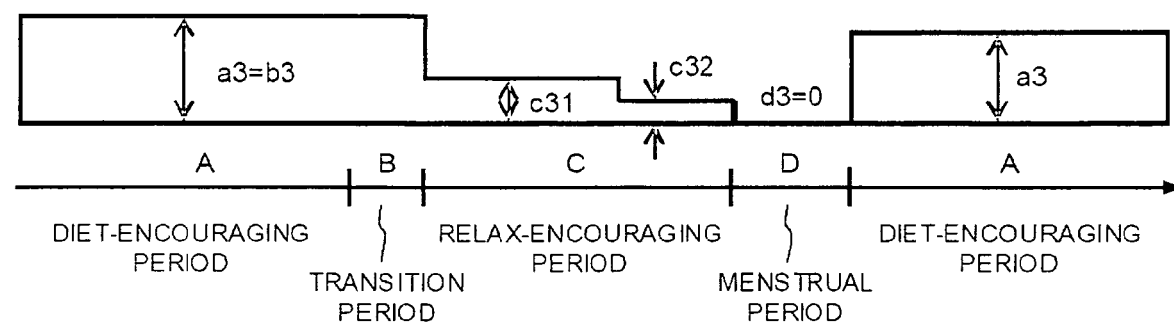 a3=b3
c31
c32
d3=0
a3
A
B
C
D
A
DIET-ENCOURAGING
PERIOD
TRANSITION
PERIOD
RELAX-ENCOURAGING
PERIOD
MENSTRUAL
PERIOD
DIET-ENCOURAGING
PERIOD